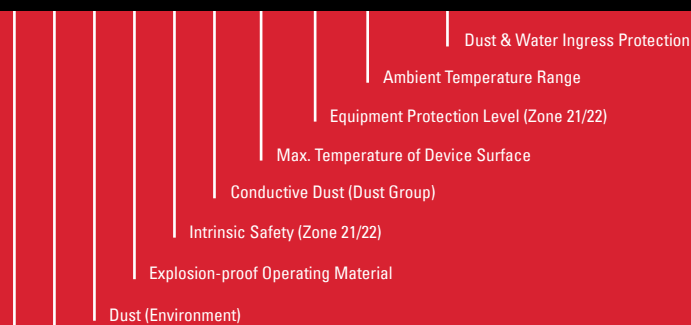 Dust & Water Ingress Protection
Ambient Temperature Range
Equipment Protection Level (Zone 21/22)
Max. Temperature of Device Surface
Conductive Dust (Dust Group)
Intrinsic Safety (Zone 21/22)
Explosion-proof Operating Material
Dust (Environment)